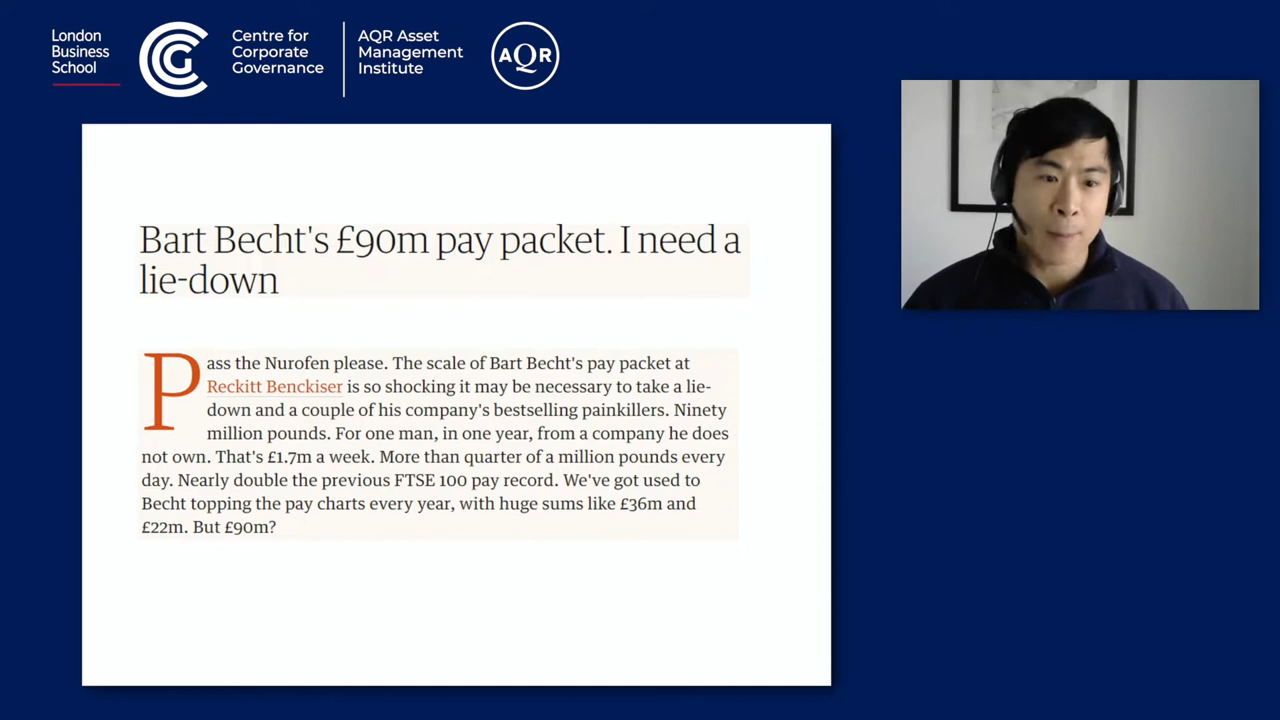 London
Business
School
Centre for
Corporate
Governance
AQR Asset
Management
Institute
AQR
Bart Becht's £90m pay packet. I need a
lie-down
Pass the Nurofen please. The scale of Bart Becht's pay packet at
Reckitt Benckiser is so shocking it may be necessary to take a lie-
down and a couple of his company's bestselling painkillers. Ninety
million pounds. For one man, in one year, from a company he does
not own. That's £1.7m a week. More than quarter of a million pounds every
day. Nearly double the previous FTSE 100 pay record. We've got used to
Becht topping the pay charts every year, with huge sums like £36m and
£22m. But £90m?